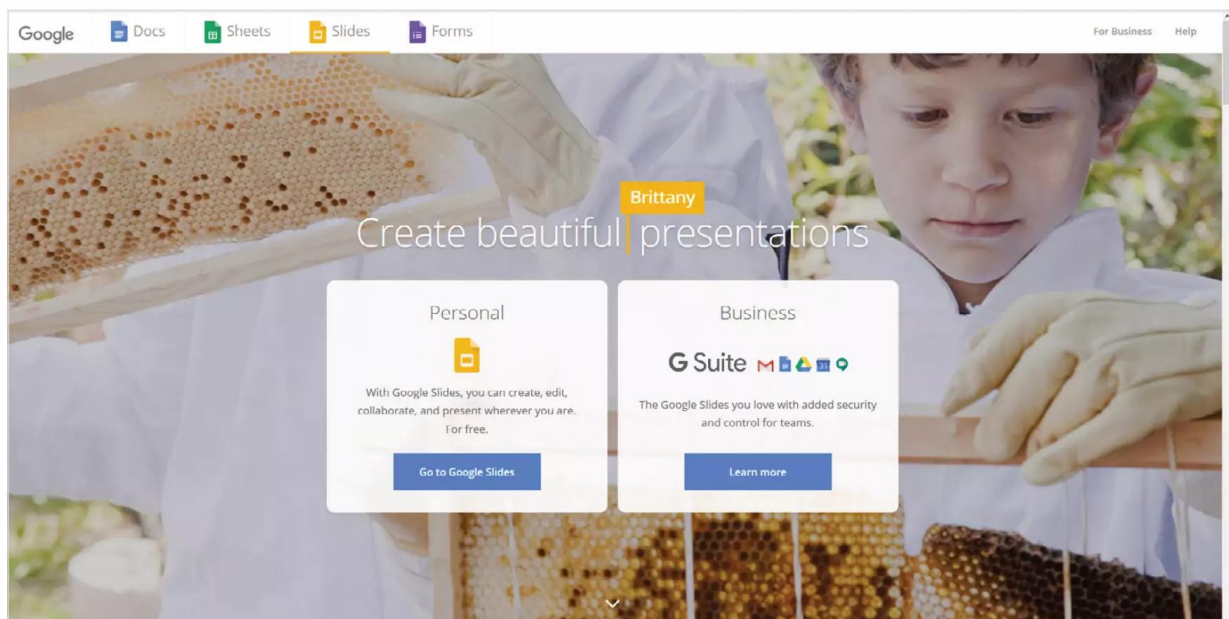 Google Docs Sheets Slides Forms For Business Help
Brittany
Create beautiful presentations
Personal
With Google Slides, you can create, edit,
collaborate, and present wherever you are.
For free.
Go to Google Slides
Business
G Suite 31
The Google Slides you love with added security
and control for teams.
Learn more